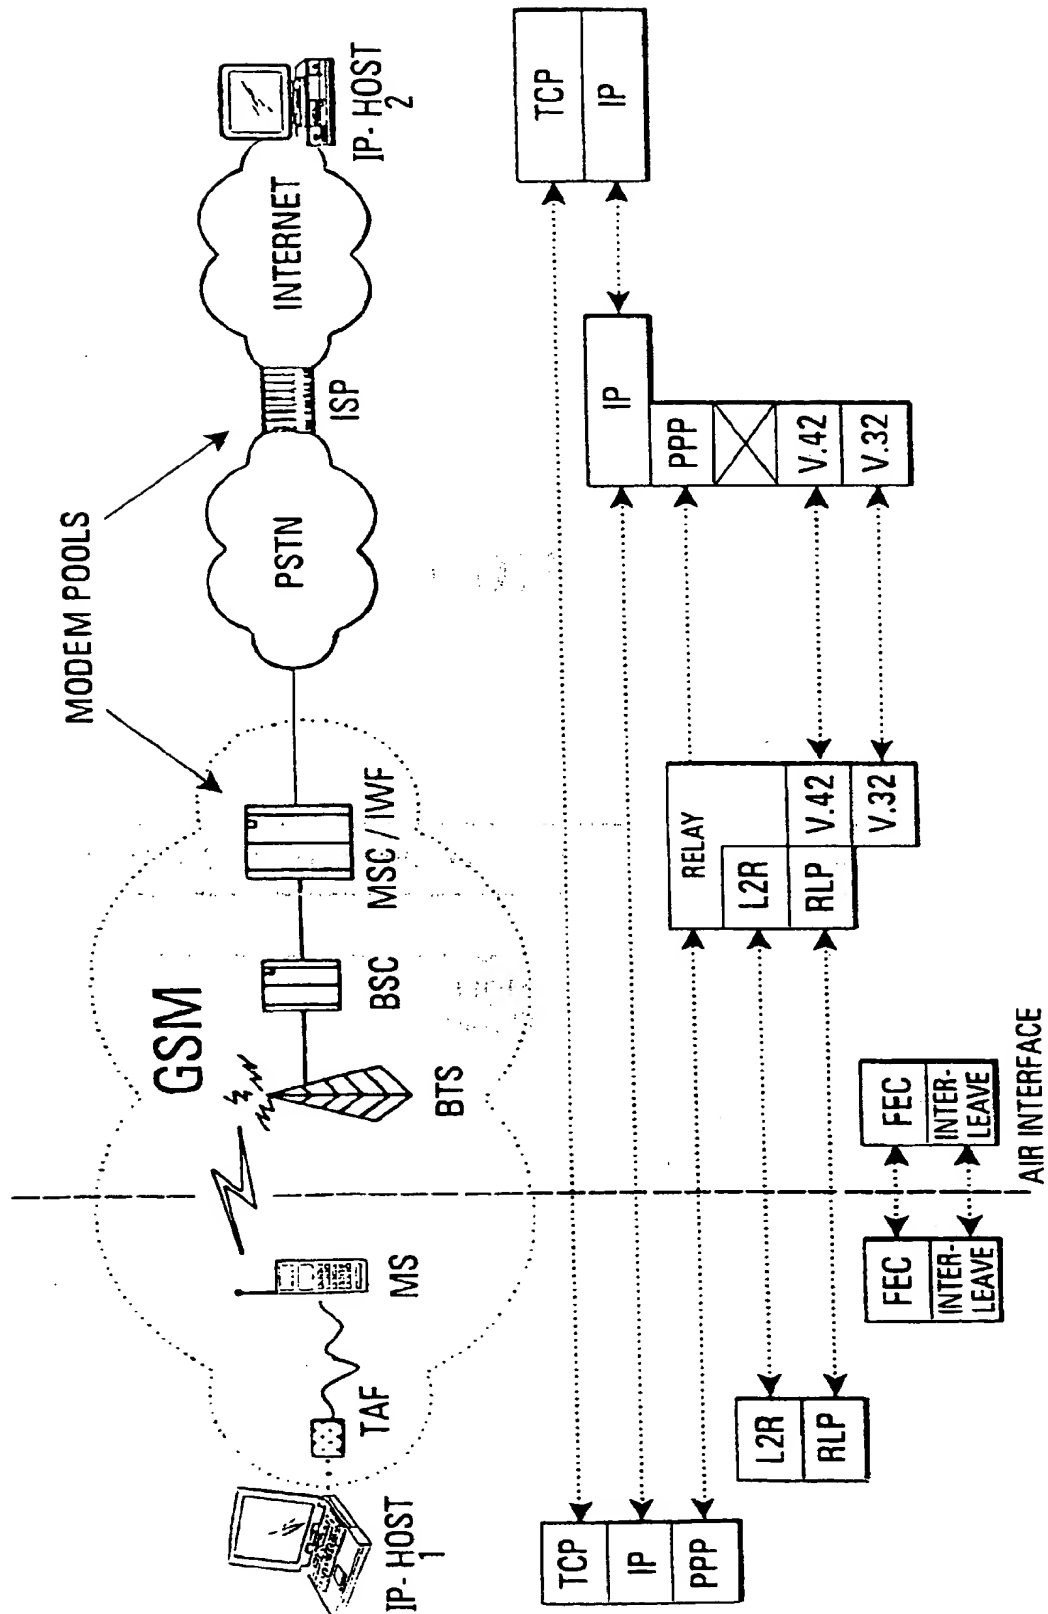 MODEM POOLS
GSM
IP-HOST
1
TAF
MS
BTS
BSC
MSC / IWF
PSTN
ISP
INTERNET
IP-HOST
2
TCP
IP
PPP
L2R
RLP
FEC
INTER-
LEAVE
FEC
INTER-
LEAVE
AIR INTERFACE
RELAY
L2R
RLP
V.42
V.32
IP
PPP
V.42
V.32
TCP
IP